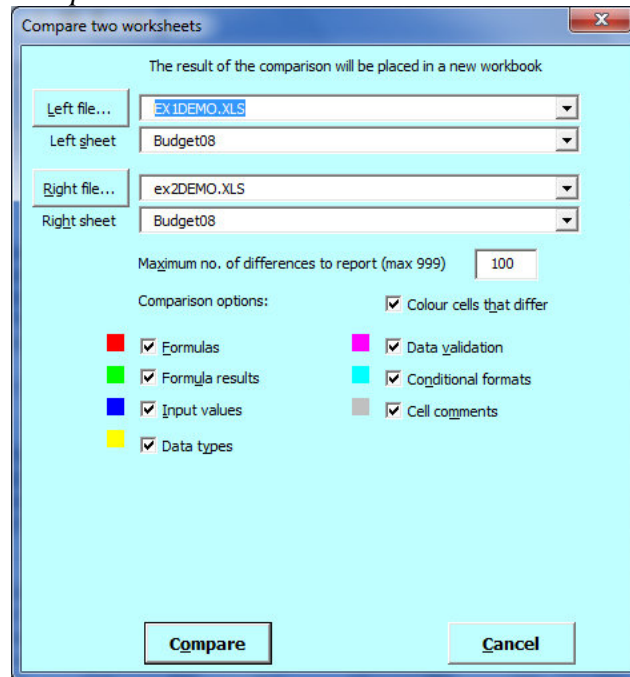 Compare two worksheets
The result of the comparison will be placed in a new workbook
Left file... EX1DEMO.XLS
Left sheet Budget08
Right file... ex2DEMO.XLS
Right sheet Budget08
Maximum no. of differences to report (max 999) 100
Comparison options: Colour cells that differ
Formulas Data validation
Formula results Conditional formats
Input values Cell comments
Data types
Compare Cancel